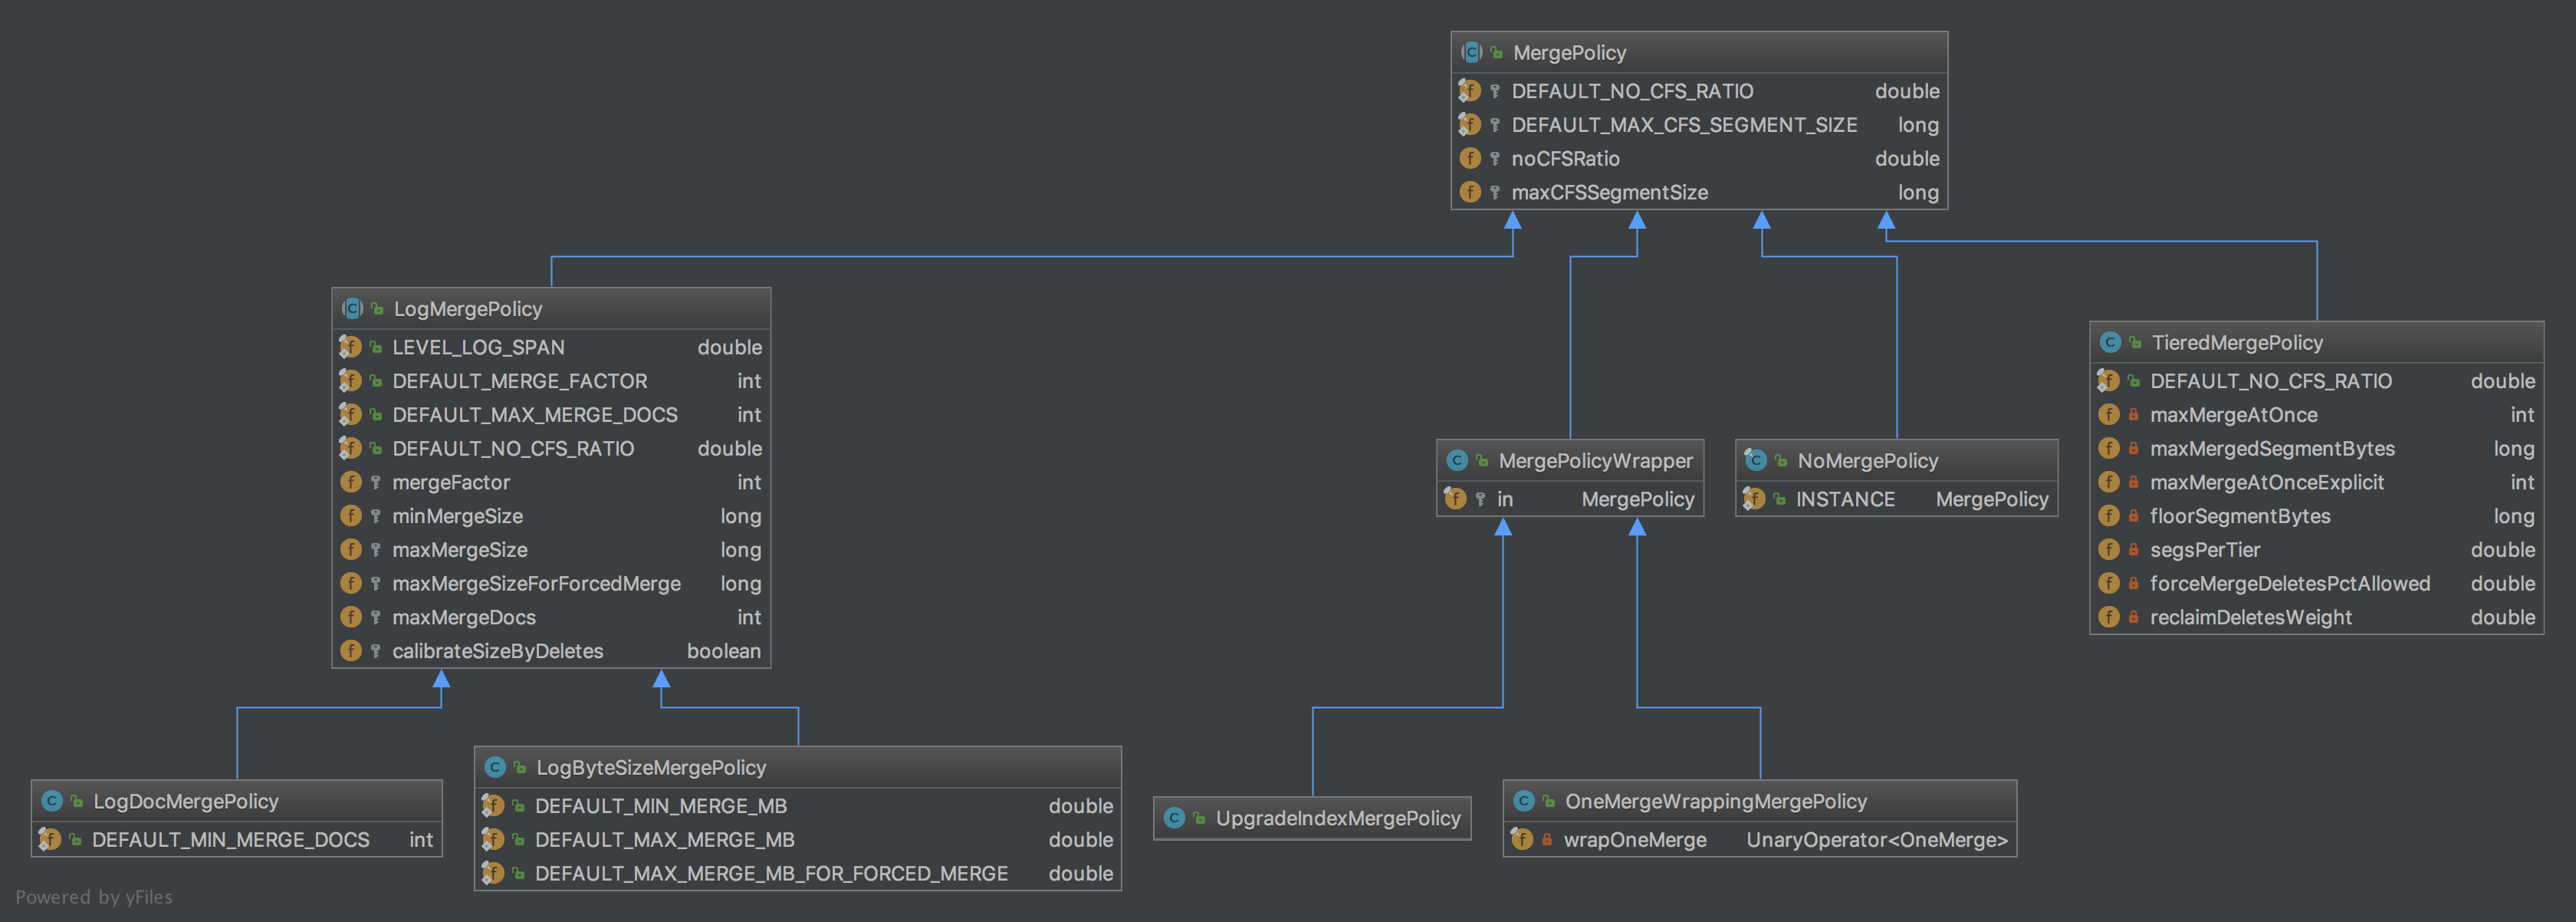 MergePolicy
DEFAULT_NO_CFS_RATIO double
DEFAULT_MAX_CFS_SEGMENT_SIZE long
noCFSRatio double
maxCFSSegmentSize long
LogMergePolicy
LEVEL_LOG_SPAN double
DEFAULT_MERGE_FACTOR int
DEFAULT_MAX_MERGE_DOCS int
DEFAULT_NO_CFS_RATIO double
mergeFactor int
minMergeSize long
maxMergeSize long
maxMergeSizeForForcedMerge long
maxMergeDocs int
calibrateSizeByDeletes boolean
MergePolicyWrapper
in MergePolicy
NoMergePolicy
INSTANCE MergePolicy
TieredMergePolicy
DEFAULT_NO_CFS_RATIO double
maxMergeAtOnce int
maxMergedSegmentBytes long
maxMergeAtOnceExplicit int
floorSegmentBytes long
segsPerTier double
forceMergeDeletesPctAllowed double
reclaimDeletesWeight double
LogDocMergePolicy
DEFAULT_MIN_MERGE_DOCS int
LogByteSizeMergePolicy
DEFAULT_MIN_MERGE_MB double
DEFAULT_MAX_MERGE_MB double
DEFAULT_MAX_MERGE_MB_FOR_FORCED_MERGE double
UpgradeIndexMergePolicy
OneMergeWrappingMergePolicy
wrapOneMerge UnaryOperator<OneMerge>
Powered by yFiles